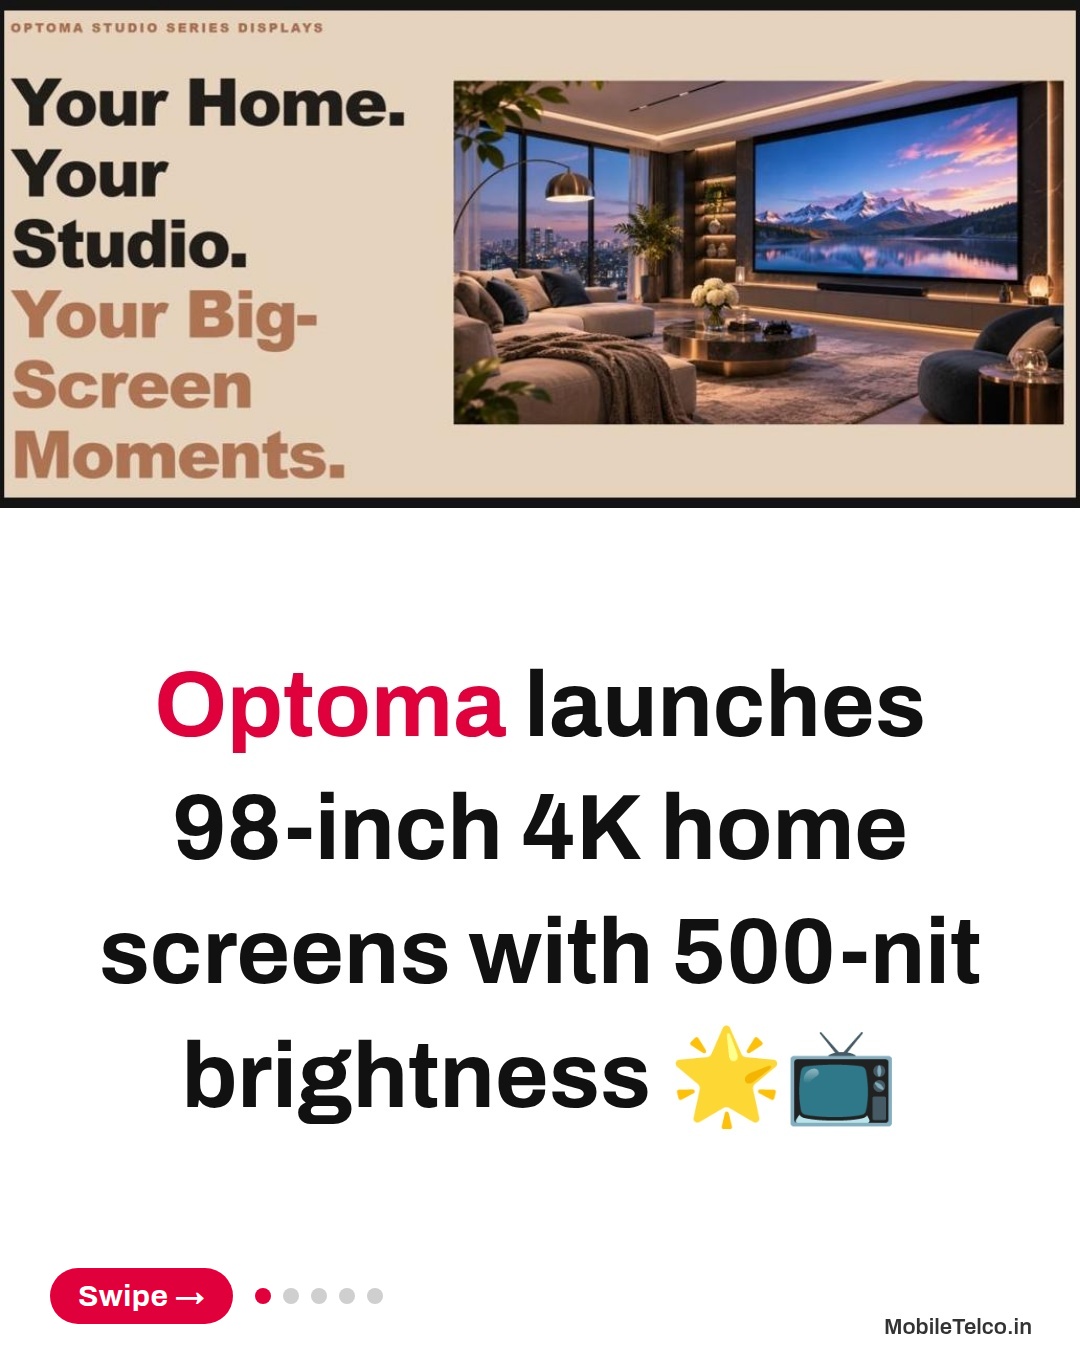 OPTOMA STUDIO SERIES DISPLAYS
Your Home.
Your
Studio.
Your Big-
Screen
Moments.
Optoma launches
98-inch 4K home
screens with 500-nit
brightness 🌟📺
Swipe →
MobileTelco.in